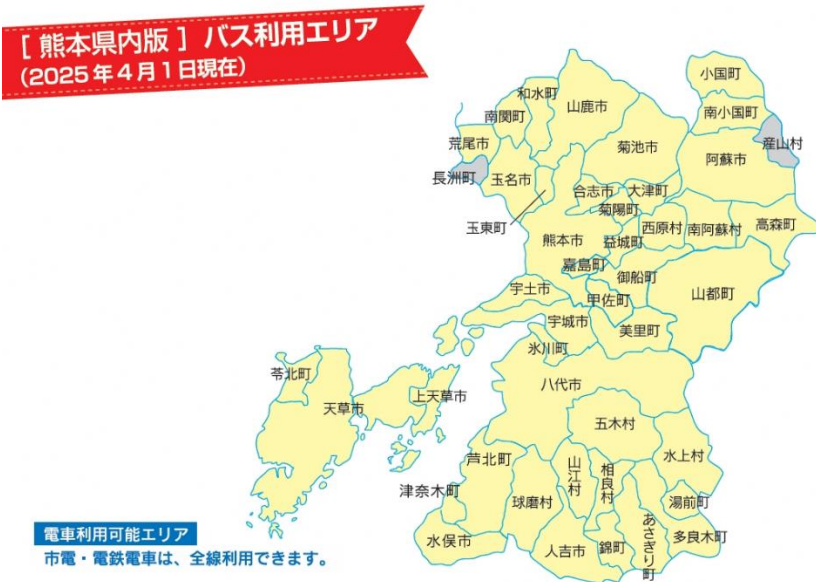 [ 熊本県内版 ] バス利用エリア
(2025年4月1日現在)
小国町
南小国町
産山村
和水町
山鹿市
南関町
荒尾市
菊池市
阿蘇市
長洲町
玉名市
合志市
大津町
菊陽町
玉東町
熊本市
益城町
西原村
南阿蘇村
高森町
嘉島町
御船町
宇土市
甲佐町
山都町
宇城市
美里町
氷川町
苓北町
八代市
天草市
上天草市
五木村
水上村
芦北町
山江村
相良村
津奈木町
球磨村
湯前町
あさぎり町
多良木町
水俣市
人吉市
錦町
電車利用可能エリア
市電・電鉄電車は、全線利用できます。